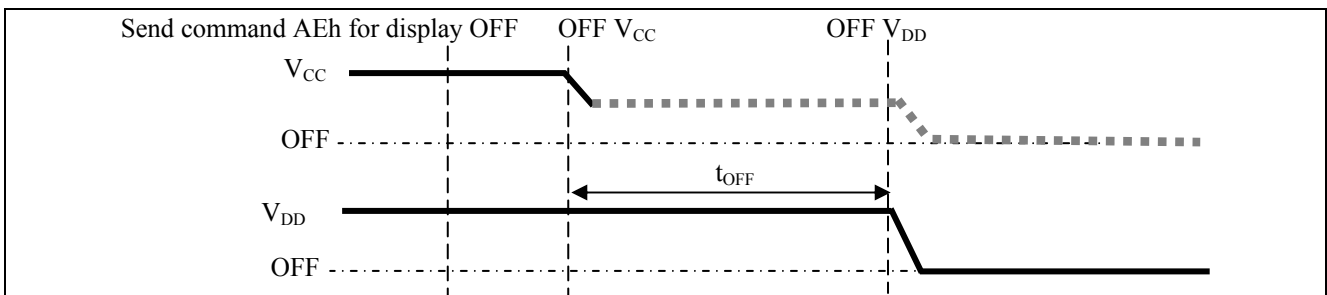 Send command AEh for display OFF OFF VCC OFF VDD
VCC
OFF
tOFF
VDD
OFF